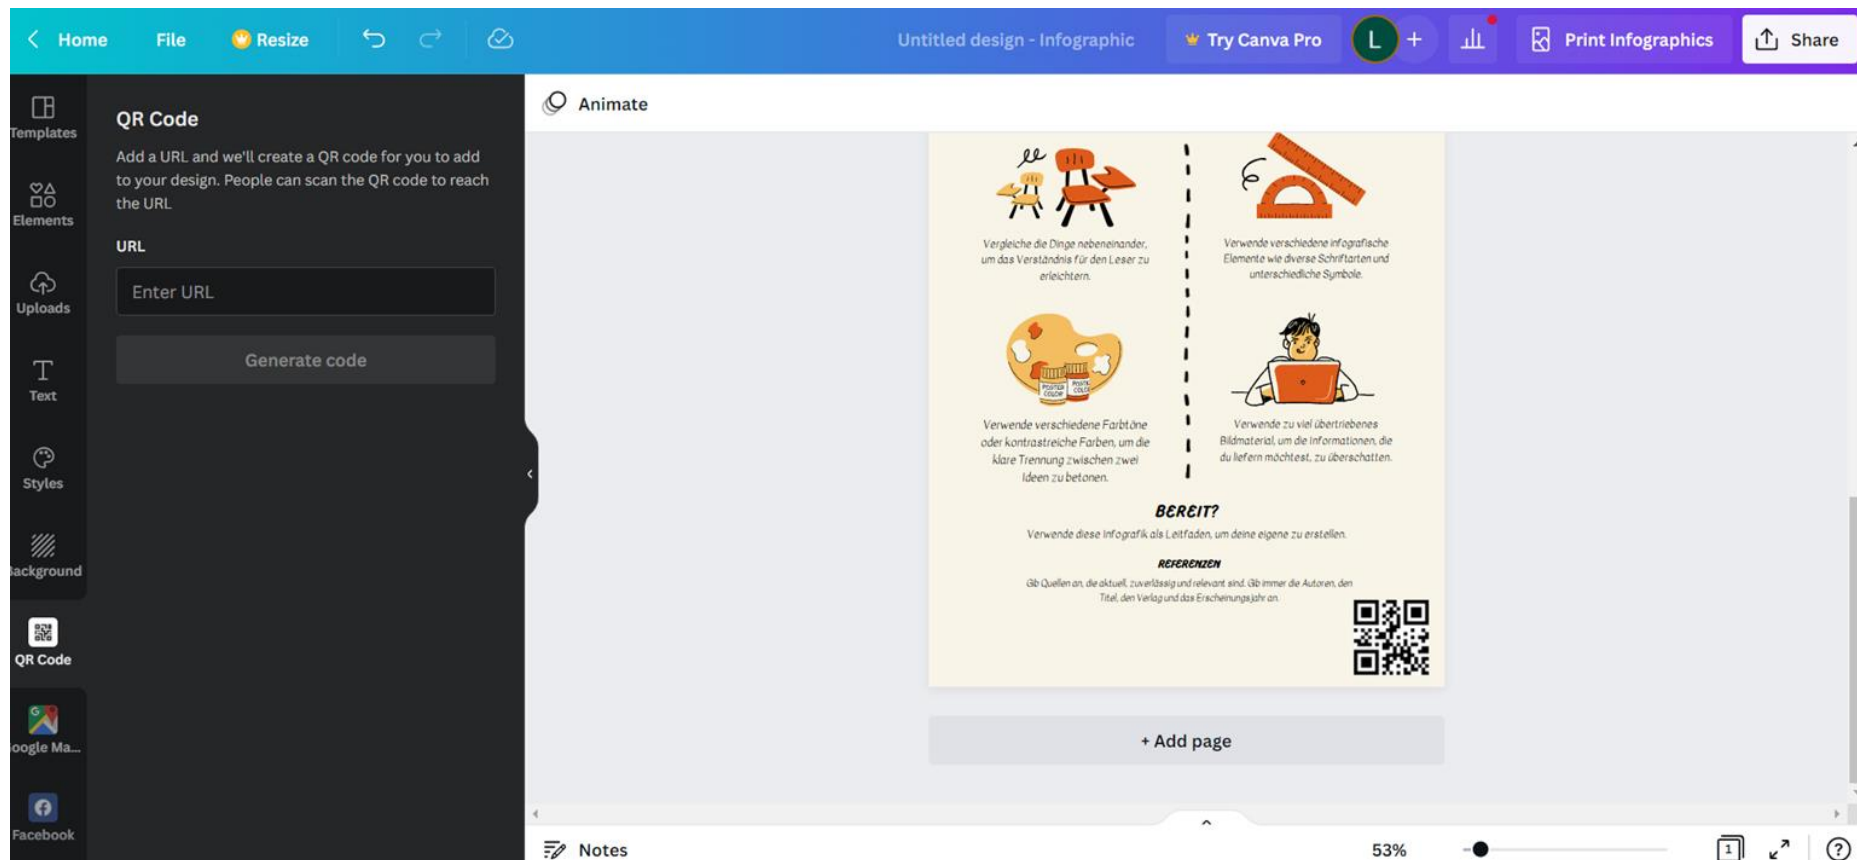 Home File Resize Untitled design - Infographic Try Canva Pro L + Print Infographics Share
Templates
Elements
Uploads
Text
Styles
ackground
QR Code
oogle Ma...
Facebook
QR Code
Add a URL and we'll create a QR code for you to add
to your design. People can scan the QR code to reach
the URL
URL
Enter URL
Generate code
Animate
Vergleiche die Dinge nebeneinander,
um das Verständnis für den Leser zu
erleichtern.
Verwende verschiedene infografische
Elemente wie diverse Schriftarten und
unterschiedliche Symbole.
POSTER
COLOR
Verwende verschiedene Farbtöne
oder kontrastreiche Farben, um die
klare Trennung zwischen zwei
Ideen zu betonen.
Verwende zu viel übertriebenes
Bildmaterial, um die Informationen, die
du liefern möchtest, zu überschatten.
BEREIT?
Verwende diese Infografik als Leitfaden, um deine eigene zu erstellen.
REFERENZEN
Gib Quellen an, die aktuell, zuverlässig und relevant sind. Gib immer die Autoren, den
Titel, den Verlag und das Erscheinungsjahr an.
+ Add page
Notes 53% 1 ?